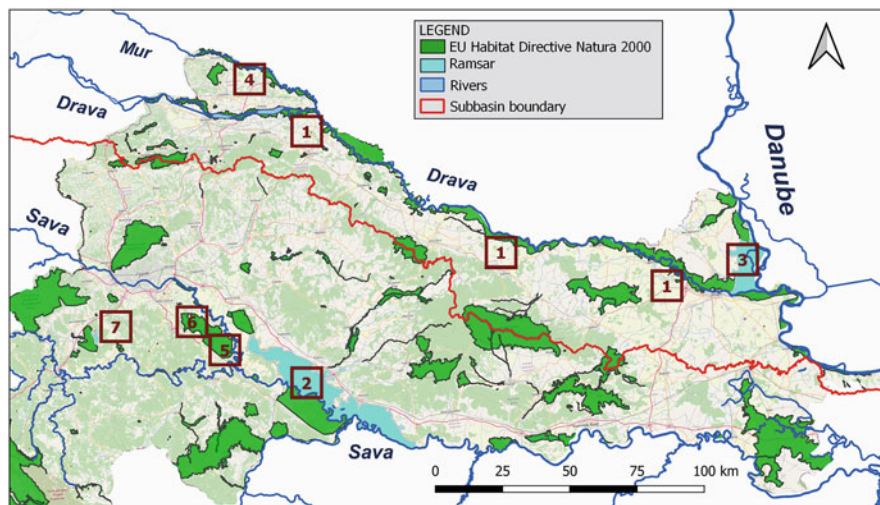 LEGEND
EU Habitat Directive Natura 2000
Ramsar
Rivers
Subbasin boundary
Mur
4
Drava
1
Drava
Danube
Sava
1
3
1
7
6
5
2
Sava
0 25 50 75 100 km